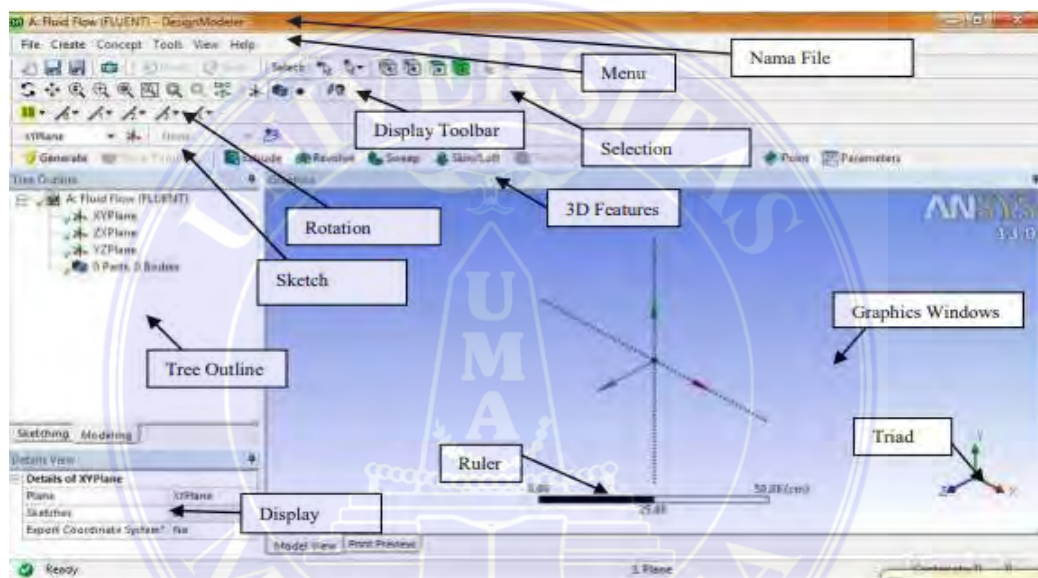 A: Fluid Flow (FLUENT) - DesignModeler
Nama File
File Create Concept Tools View Help
Menu
Select:
Display Toolbar
Selection
XYPlane
Generate Extrude Revolve Sweep Skin/Loft Point Parameters
Tree Outline
A: Fluid Flow (FLUENT)
XYPlane
ZXPlane
YZPlane
0 Parts, 0 Bodies
Rotation
3D Features
ANSYS
13.0
Sketch
Graphics Windows
Tree Outline
UMA
UNIVERSITAS
Sketching Modeling
Details View
Details of XYPlane
Plane XYPlane
Sketches
Export Coordinate System? No
Display
Ruler
0.00 50.00 (cm)
25.00
Triad
Y
Z X
Model View Print Preview
Ready
1 Plane